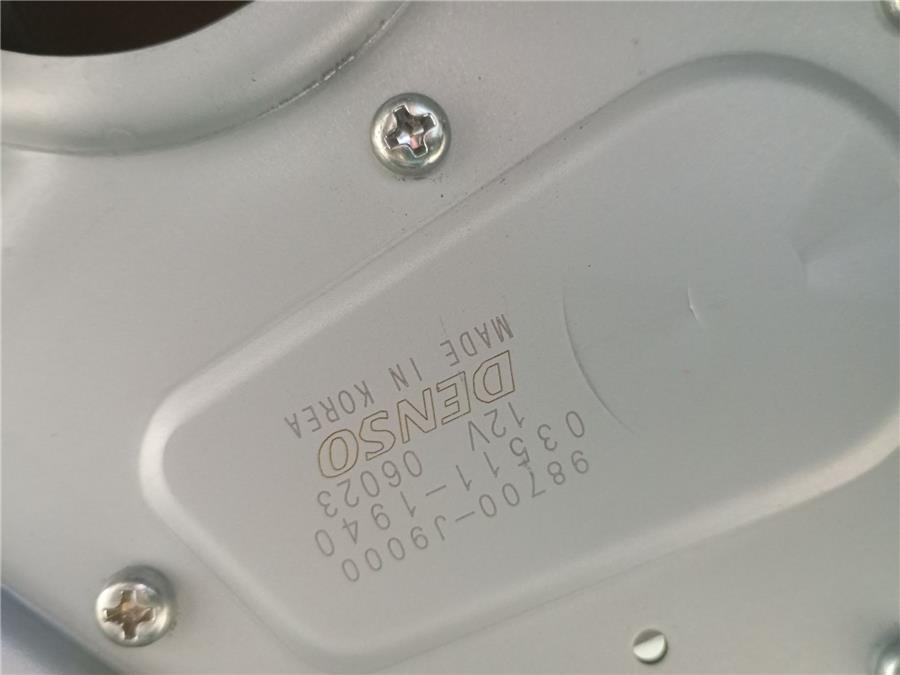 98700-J9000
03511-1940
12V 06023
DENSO
MADE IN KOREA